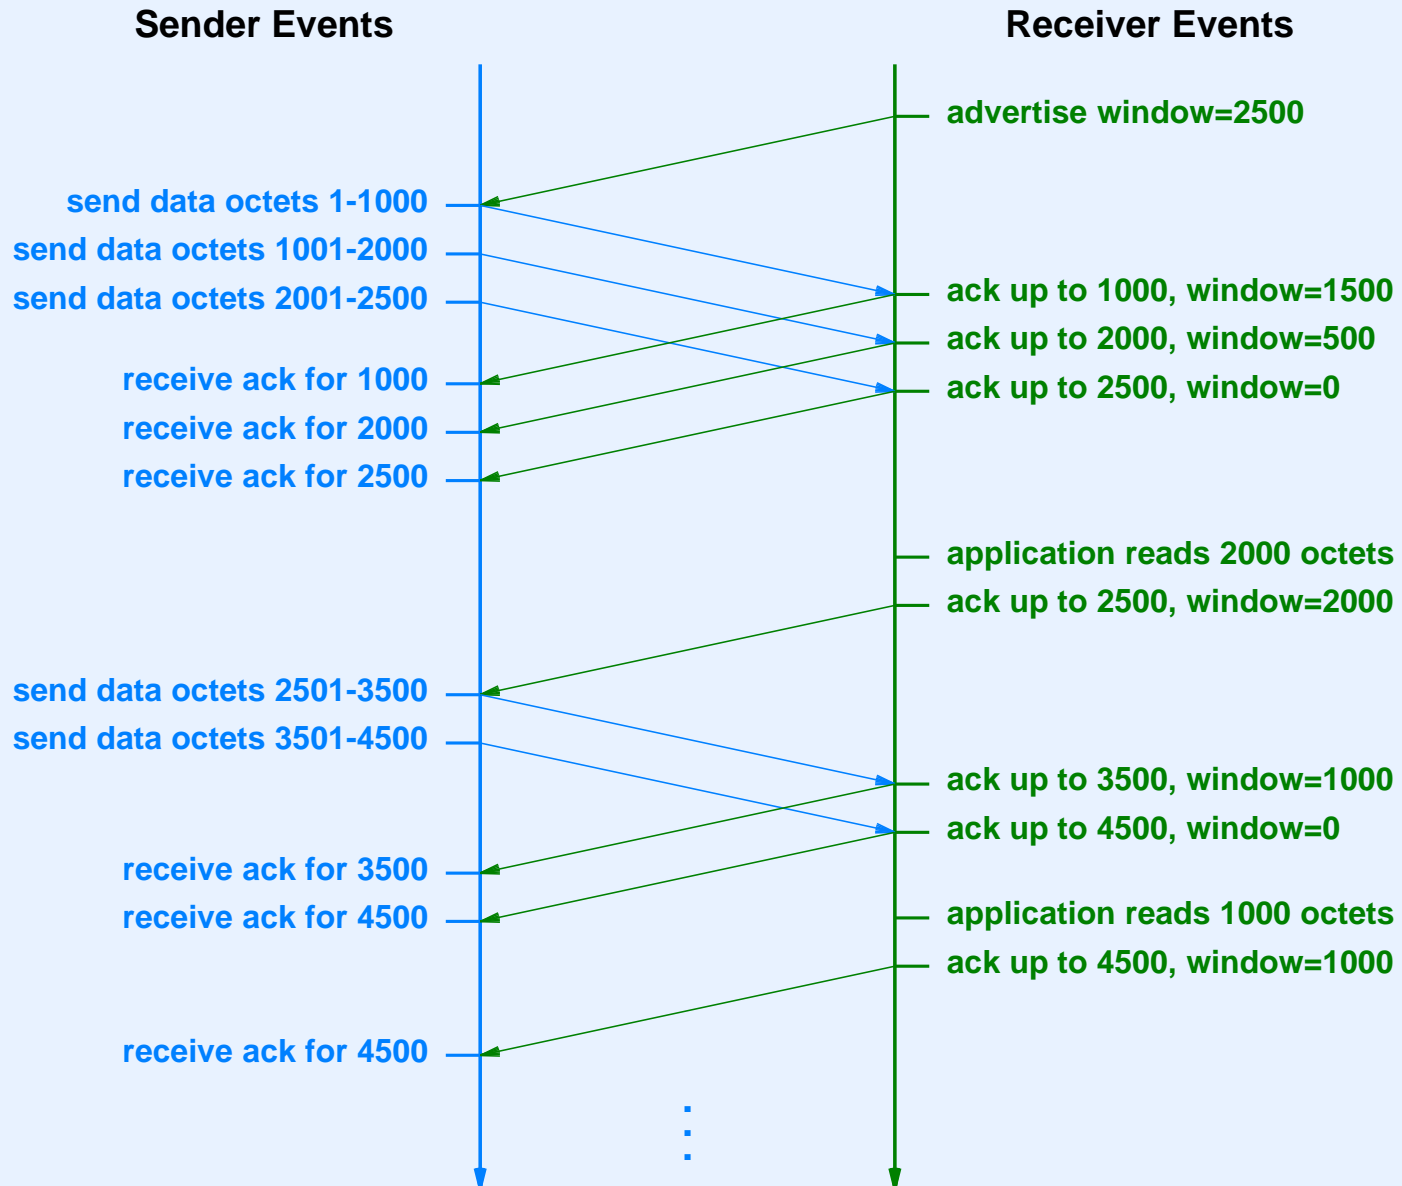 Sender Events
Receiver Events
advertise window=2500
send data octets 1-1000
send data octets 1001-2000
send data octets 2001-2500
ack up to 1000, window=1500
ack up to 2000, window=500
ack up to 2500, window=0
receive ack for 1000
receive ack for 2000
receive ack for 2500
application reads 2000 octets
ack up to 2500, window=2000
send data octets 2501-3500
send data octets 3501-4500
ack up to 3500, window=1000
ack up to 4500, window=0
receive ack for 3500
receive ack for 4500
application reads 1000 octets
ack up to 4500, window=1000
receive ack for 4500